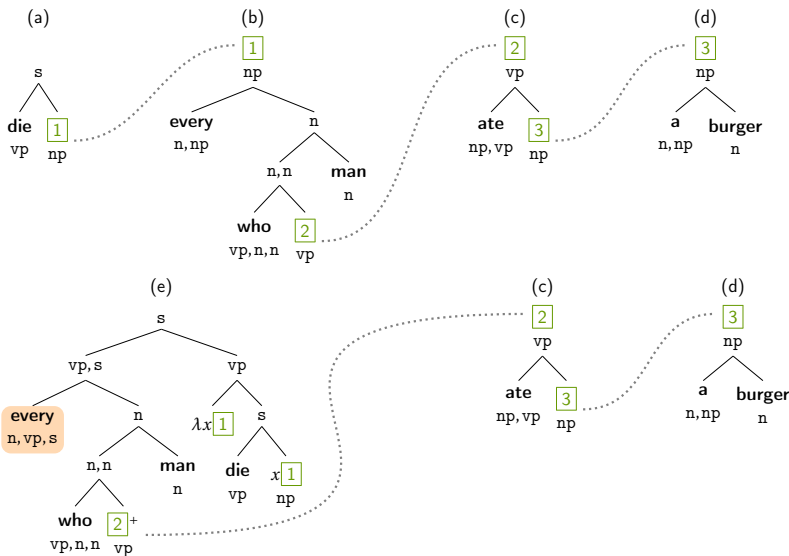 (a) (b) (c) (d)
1 2 3
s np vp np
die 1 every n ate 3 a burger
vp np n, np np, vp np n, np n
n, n man
n
who 2
vp, n, n vp
(e) (c) (d)
s 2 3
vp np
vp, s vp
ate 3 a burger
np, vp np n, np n
every n λx 1 s
n, vp, s
n, n man die x 1
n vp np
who 2 +
vp, n, n vp